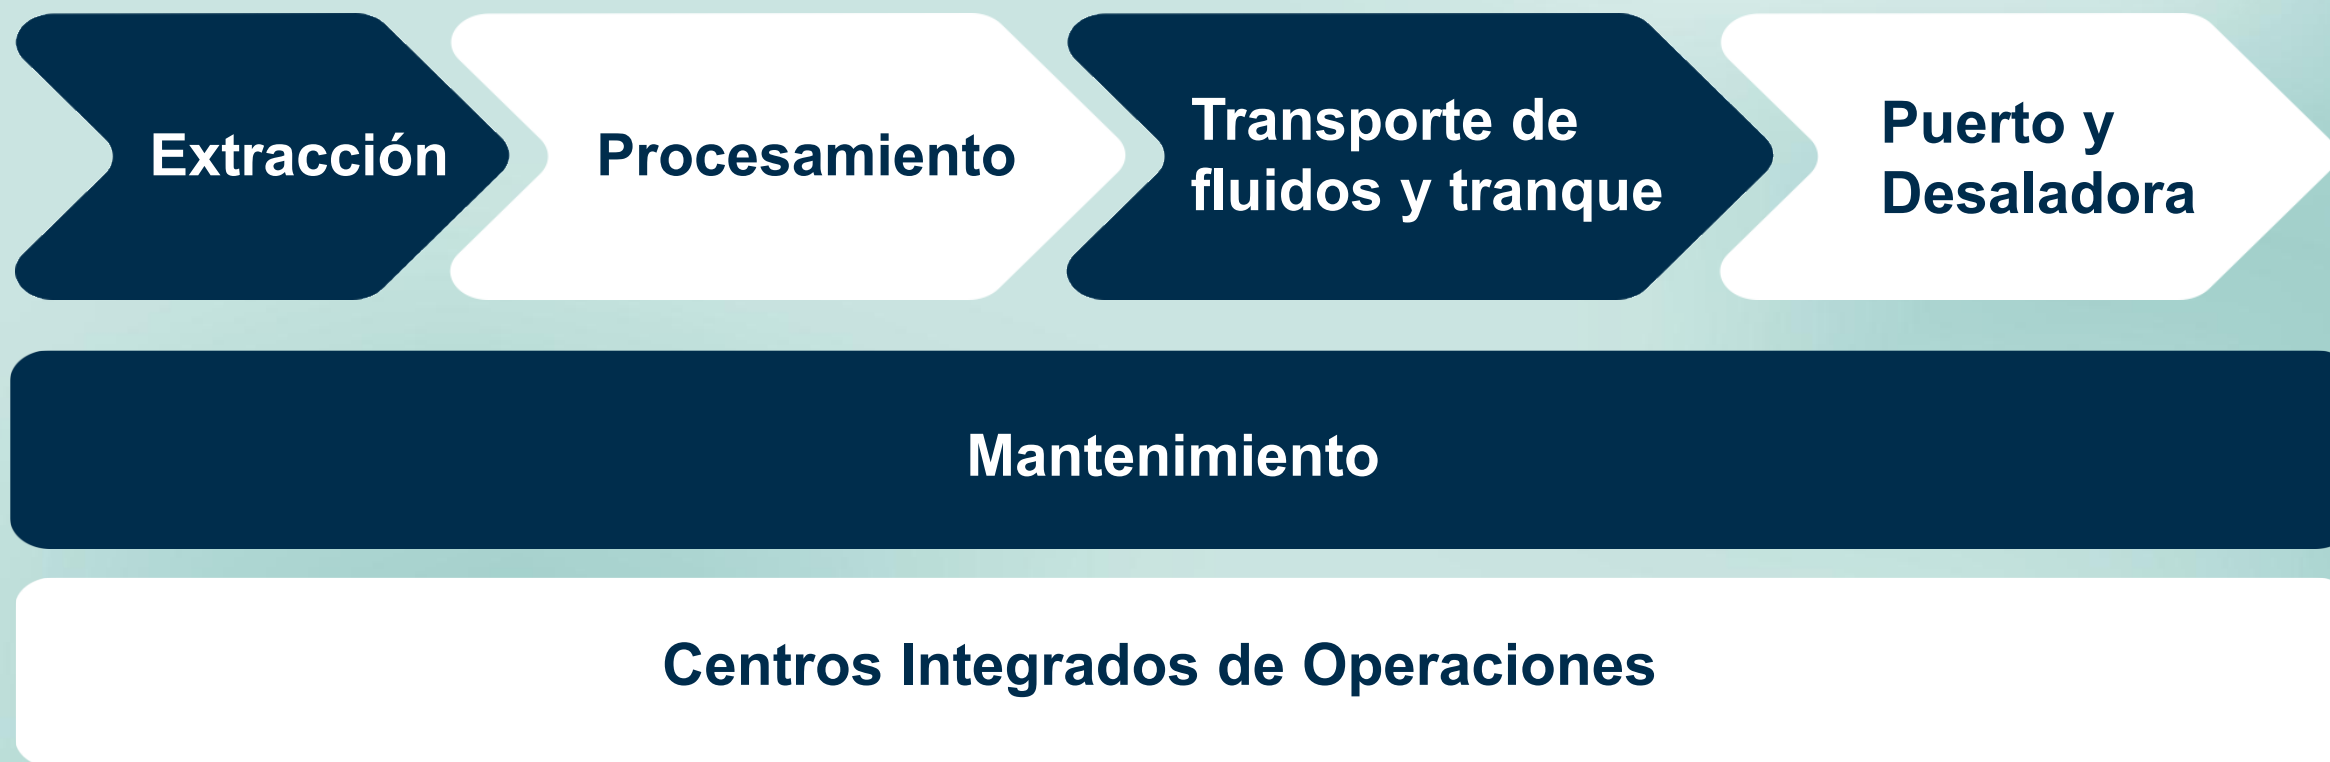 Extracción
Procesamiento
Transporte de
fluidos y tranque
Puerto y
Desaladora
Mantenimiento
Centros Integrados de Operaciones